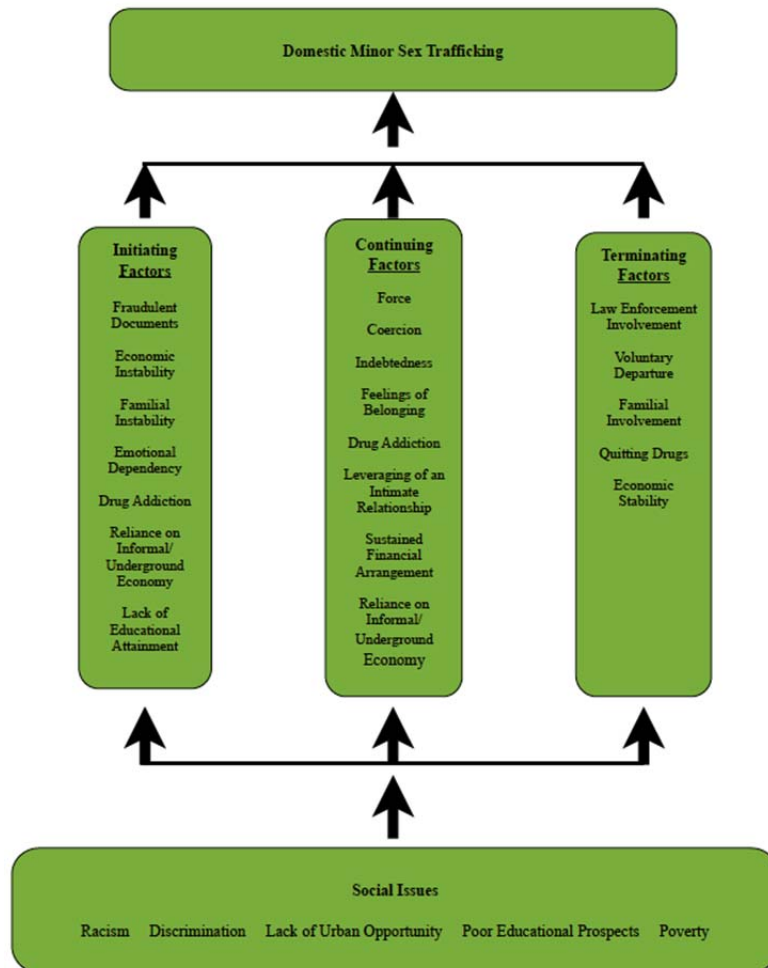 Domestic Minor Sex Trafficking
Initiating
Factors
Fraudulent
Documents
Economic
Instability
Familial
Instability
Emotional
Dependency
Drug Addiction
Reliance on
Informal/
Underground
Economy
Lack of
Educational
Attainment
Continuing
Factors
Force
Coercion
Indebtedness
Feelings of
Belonging
Drug Addiction
Leveraging of an
Intimate
Relationship
Sustained
Financial
Arrangement
Reliance on
Informal/
Underground
Economy
Terminating
Factors
Law Enforcement
Involvement
Voluntary
Departure
Familial
Involvement
Quitting Drugs
Economic
Stability
Social Issues
Racism Discrimination Lack of Urban Opportunity Poor Educational Prospects Poverty